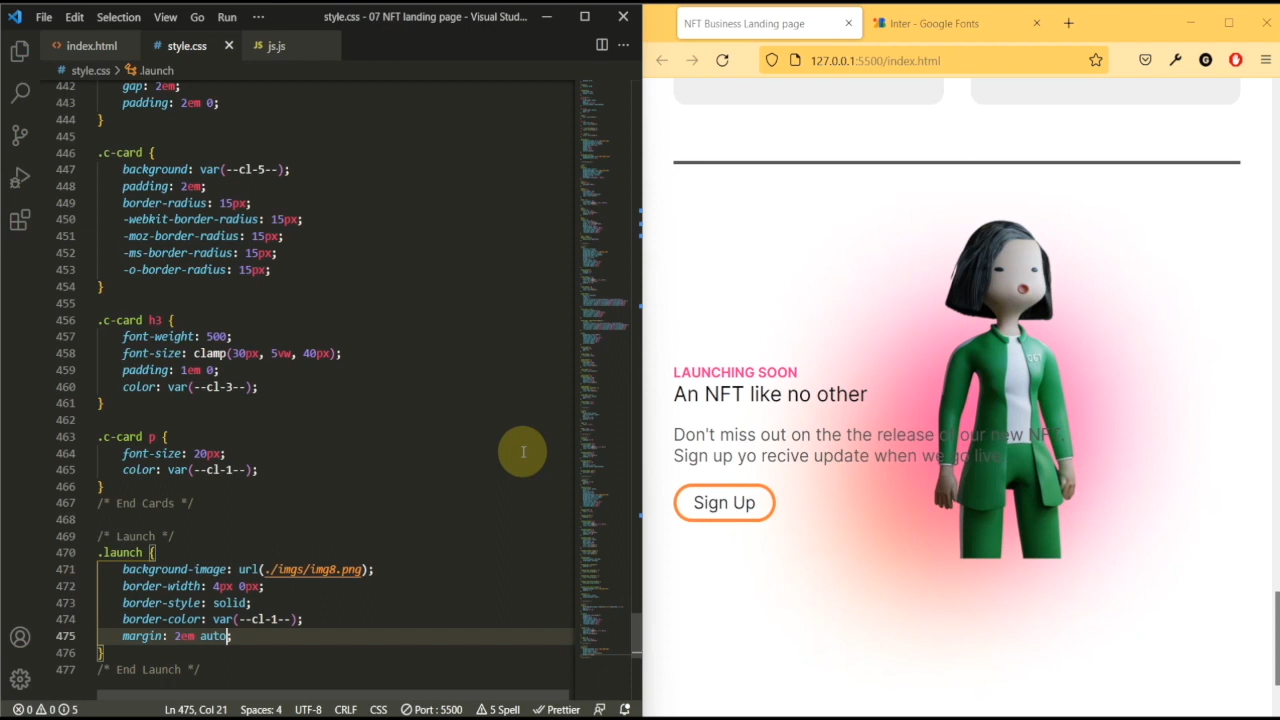 File Edit Selection View Go Run ··· style.css - 07 NFT landing page - Visual Stud...
index.html style.css js.js
style.css > .launch
442 gap: 2em;
443 padding: 2em 0;
444 }
445
446 .c-card {
447 background: var(--cl-5--);
448 padding: 2em;
449 border-radius: 15px;
450 -webkit-border-radius: 15px;
451 -moz-border-radius: 15px;
452 -ms-border-radius: 15px;
453 -o-border-radius: 15px;
454 }
455
456 .c-card h3 {
457 font-weight: 500;
458 font-size: clamp(30px, 5vw, 40px);
459 padding: 1em 0;
460 color: var(--cl-3--);
461 }
462
463 .c-card p {
464 font-size: 20px;
465 color: var(--cl-1--);
466 }
467 /* End Cards */
468
469 /* Launch */
470 .launch {
471 background-image: url(./imgs/img8.png);
472 border-width: 4px 0px;
473 border-style: solid;
474 border-color: var(--cl-1--);
475 margin: 2em auto;
476 }
477 /* End Launch */
0 0 5 Ln 475, Col 21 Spaces: 4 UTF-8 CRLF CSS Port : 5500 5 Spell Prettier
NFT Business Landing page Inter - Google Fonts
127.0.0.1:5500/index.html
LAUNCHING SOON
An NFT like no other
Don't miss out on the the release of our new NFT.
Sign up yo recive update when we go live.
Sign Up